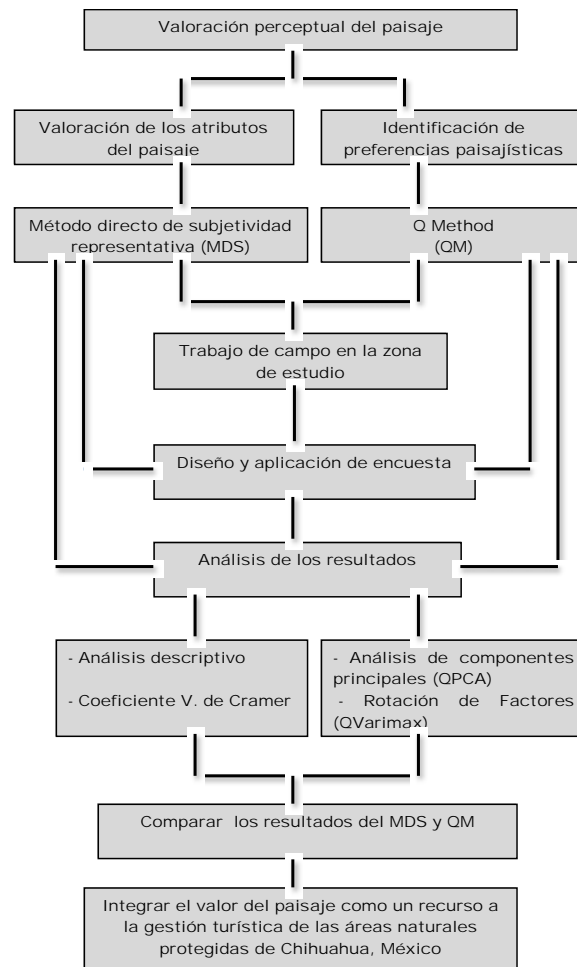 Valoración perceptual del paisaje
Valoración de los atributos
del paisaje
Identificación de
preferencias paisajísticas
Método directo de subjetividad
representativa (MDS)
Q Method
(QM)
Trabajo de campo en la zona
de estudio
Diseño y aplicación de encuesta
Análisis de los resultados
- Análisis descriptivo
- Coeficiente V. de Cramer
- Análisis de componentes
principales (QPCA)
- Rotación de Factores
(QVarimax)
Comparar los resultados del MDS y QM
Integrar el valor del paisaje como un recurso a
la gestión turística de las áreas naturales
protegidas de Chihuahua, México